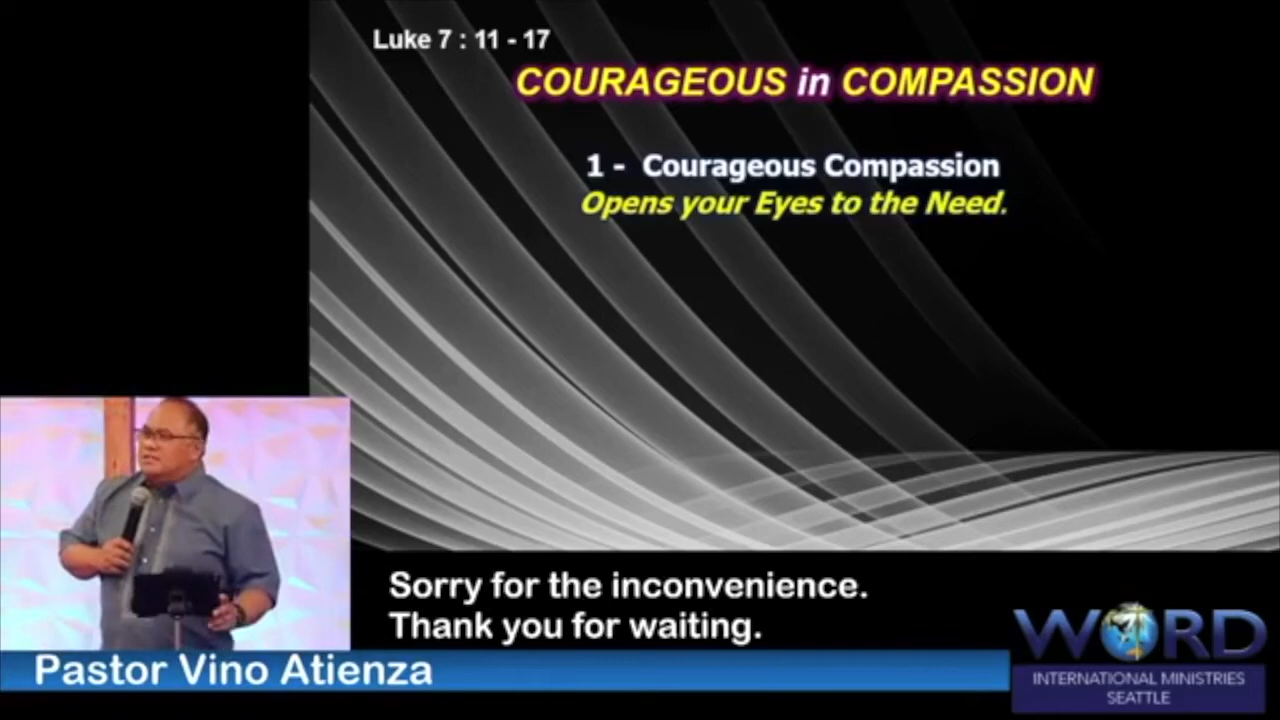 Luke 7 : 11 - 17
COURAGEOUS in COMPASSION
1 - Courageous Compassion
Opens your Eyes to the Need.
Sorry for the inconvenience.
Thank you for waiting.
Pastor Vino Atienza
WORD
INTERNATIONAL MINISTRIES
SEATTLE